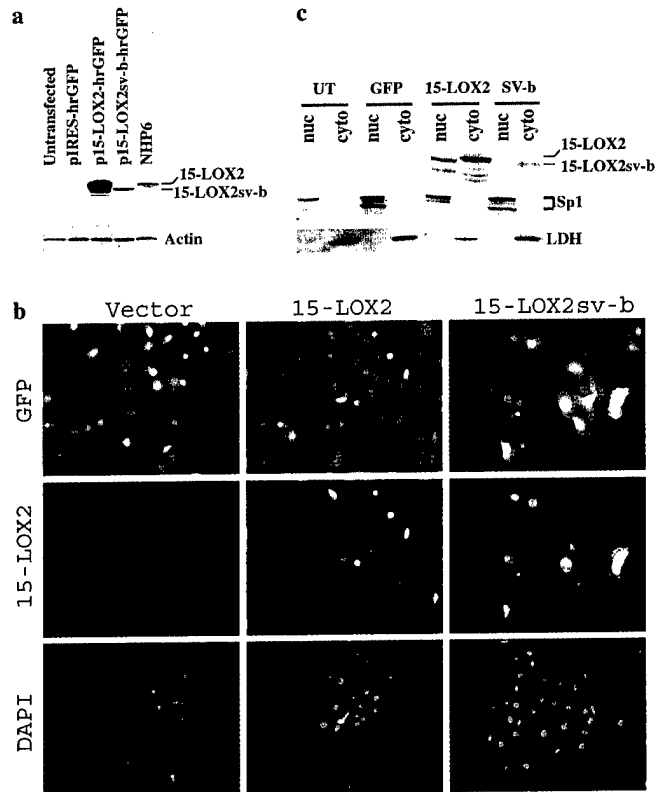 a
Untransfected
pIRES-hrGFP
p15-LOX2-hrGFP
p15-LOX2sv-b-hrGFP
NHP6
15-LOX2
15-LOX2sv-b
Actin
c
UT GFP 15-LOX2 SV-b
nuc cyto nuc cyto nuc cyto nuc cyto
15-LOX2
15-LOX2sv-b
Sp1
LDH
b
Vector 15-LOX2 15-LOX2sv-b
GFP
15-LOX2
DAPI